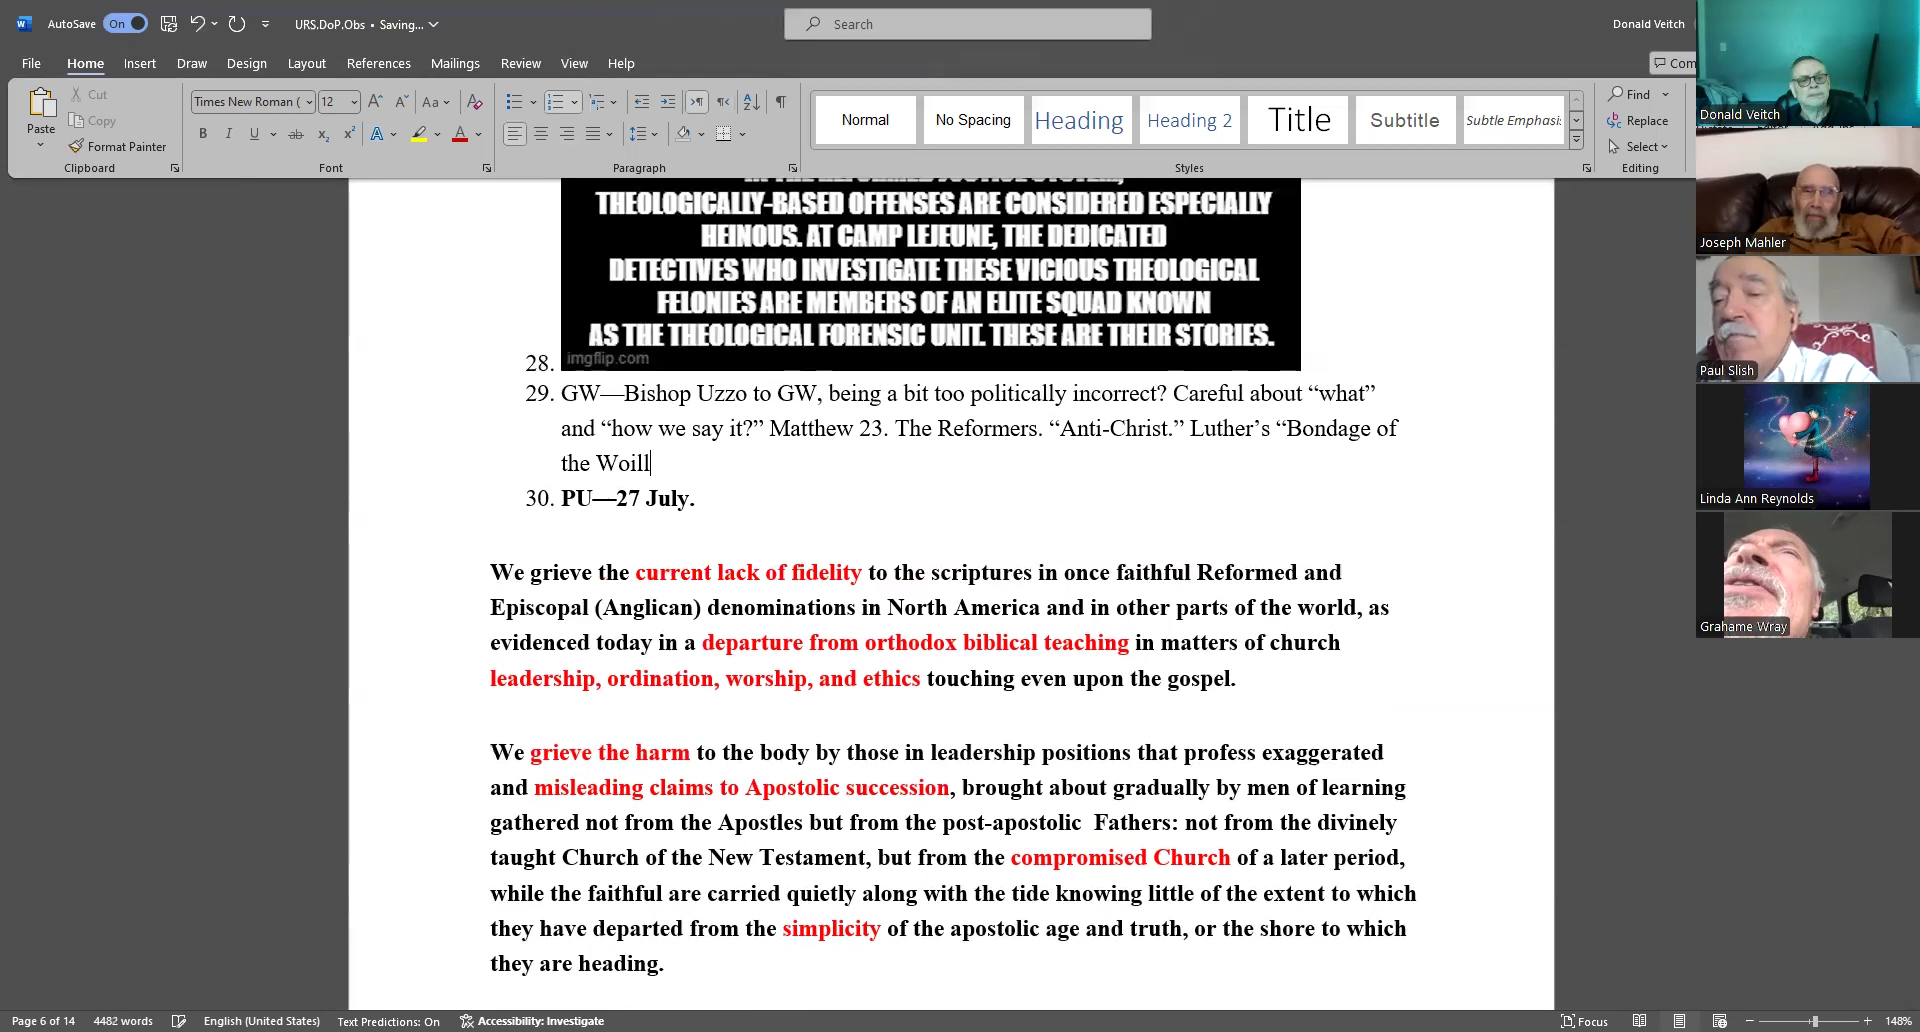 AutoSave On URS.DoP.Obs • Saving... Search Donald Veitch
File Home Insert Draw Design Layout References Mailings Review View Help Com
Paste Cut Copy Format Painter Clipboard
Times New Roman ( 12 Font
Paragraph
Normal No Spacing Heading Heading 2 Title Subtitle Subtle Emphasi:
Styles
Find Replace Select Editing
THEOLOGICALLY-BASED OFFENSES ARE CONSIDERED ESPECIALLY
HEINOUS. AT CAMP LEJEUNE, THE DEDICATED
DETECTIVES WHO INVESTIGATE THESE VICIOUS THEOLOGICAL
FELONIES ARE MEMBERS OF AN ELITE SQUAD KNOWN
AS THE THEOLOGICAL FORENSIC UNIT. THESE ARE THEIR STORIES.
imgflip.com
28.
29. GW—Bishop Uzzo to GW, being a bit too politically incorrect? Careful about “what”
and “how we say it?” Matthew 23. The Reformers. “Anti-Christ.” Luther’s “Bondage of
the Woill
30. PU—27 July.
We grieve the current lack of fidelity to the scriptures in once faithful Reformed and
Episcopal (Anglican) denominations in North America and in other parts of the world, as
evidenced today in a departure from orthodox biblical teaching in matters of church
leadership, ordination, worship, and ethics touching even upon the gospel.
We grieve the harm to the body by those in leadership positions that profess exaggerated
and misleading claims to Apostolic succession, brought about gradually by men of learning
gathered not from the Apostles but from the post-apostolic Fathers: not from the divinely
taught Church of the New Testament, but from the compromised Church of a later period,
while the faithful are carried quietly along with the tide knowing little of the extent to which
they have departed from the simplicity of the apostolic age and truth, or the shore to which
they are heading.
Donald Veitch
Joseph Mahler
Paul Slish
Linda Ann Reynolds
Grahame Wray
Page 6 of 14 4482 words English (United States) Text Predictions: On Accessibility: Investigate Focus 148%